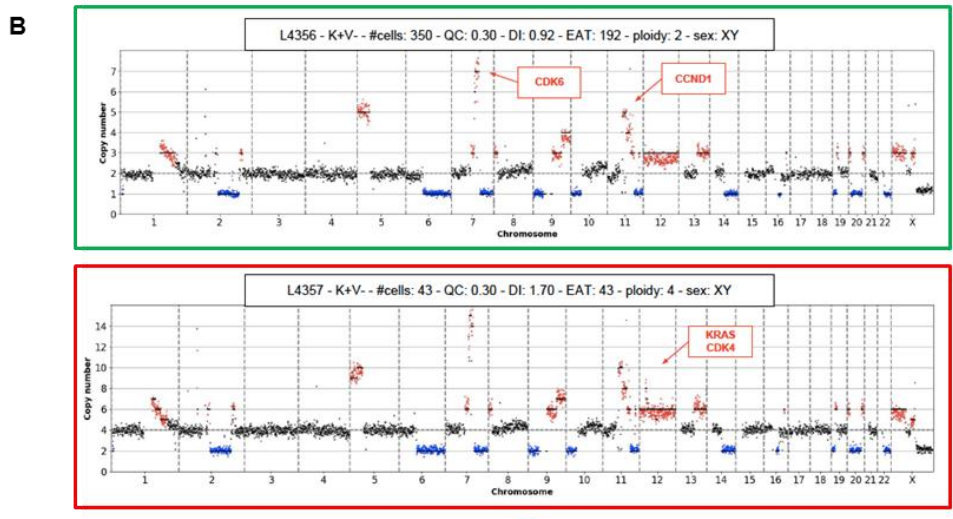 B
L4356 - K+V- - #cells: 350 - QC: 0.30 - DI: 0.92 - EAT: 192 - ploidy: 2 - sex: XY
CDK6
CCND1
Copy number
7
6
5
4
3
2
1
0
1 2 3 4 5 6 7 8 9 10 11 12 13 14 15 16 17 18 19 20 21 22 X
Chromosome
L4357 - K+V- - #cells: 43 - QC: 0.30 - DI: 1.70 - EAT: 43 - ploidy: 4 - sex: XY
KRAS
CDK4
Copy number
14
12
10
8
6
4
2
0
1 2 3 4 5 6 7 8 9 10 11 12 13 14 15 16 17 18 19 20 21 22 X
Chromosome